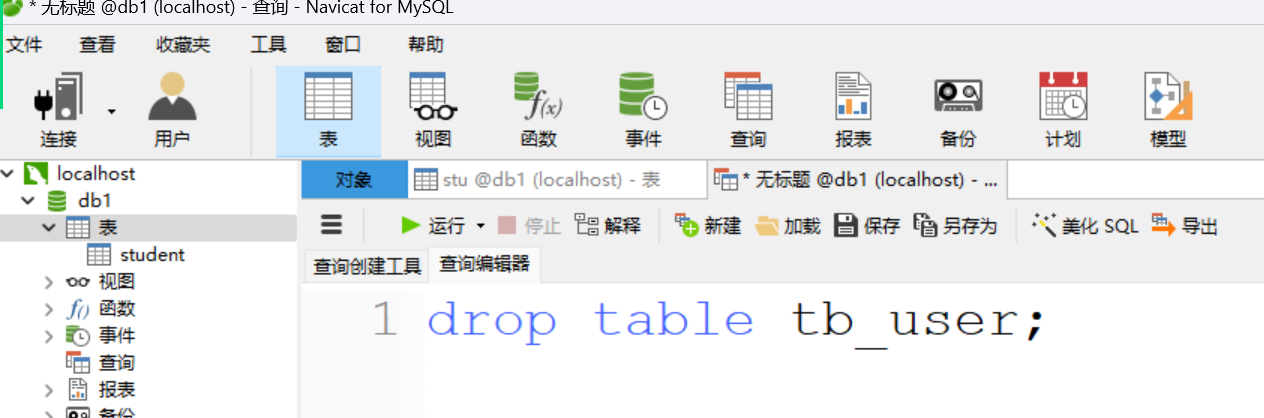 * 无标题 @db1 (localhost) - 查询 - Navicat for MySQL
文件 查看 收藏夹 工具 窗口 帮助
连接 用户 表 视图 函数 事件 查询 报表 备份 计划 模型
localhost
db1
表
student
视图
函数
事件
查询
报表
备份
对象 stu @db1 (localhost) - 表 * 无标题 @db1 (localhost) - ...
运行 停止 解释 新建 加载 保存 另存为 美化 SQL 导出
查询创建工具 查询编辑器
1 drop table tb_user;